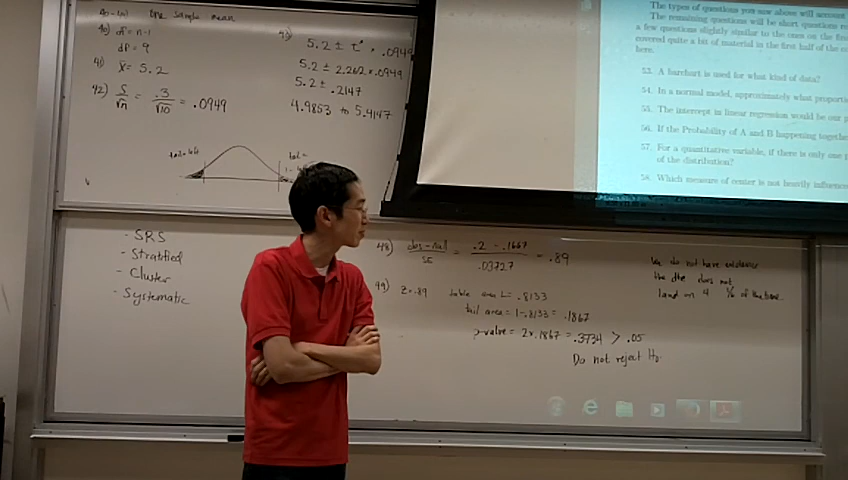 One Sample mean
40) df = n-1
df = 9
41) x̄ = 5.2
42) s/√n = .3/√10 = .0949
5.2 ± t* × .0949
5.2 ± 2.262 × .0949
5.2 ± .2147
4.9853 to 5.4147
tail = left
tail =
- SRS
- Stratified
- Cluster
- Systematic
48) obs-null/SE = .2 - .1667/.03727 = .89
49) z = .89 table area L = .8133
tail area = 1-.8133 = .1867
p-value = 2×.1867 = .3734 > .05
Do not reject H₀
We do not have evidence
the die does not
land on 4 1/6 of the time
The types of questions you saw above will account
The remaining questions will be short questions
a few questions slightly similar to the ones on the
covered quite a bit of material in the first half of the
here.
53. A barchart is used for what kind of data?
54. In a normal model, approximately what
55. The intercept in linear regression would be our
56. If the Probability of A and B happening
57. For a quantitative variable, if there is only one
of the distribution?
58. Which measure of center is not heavily